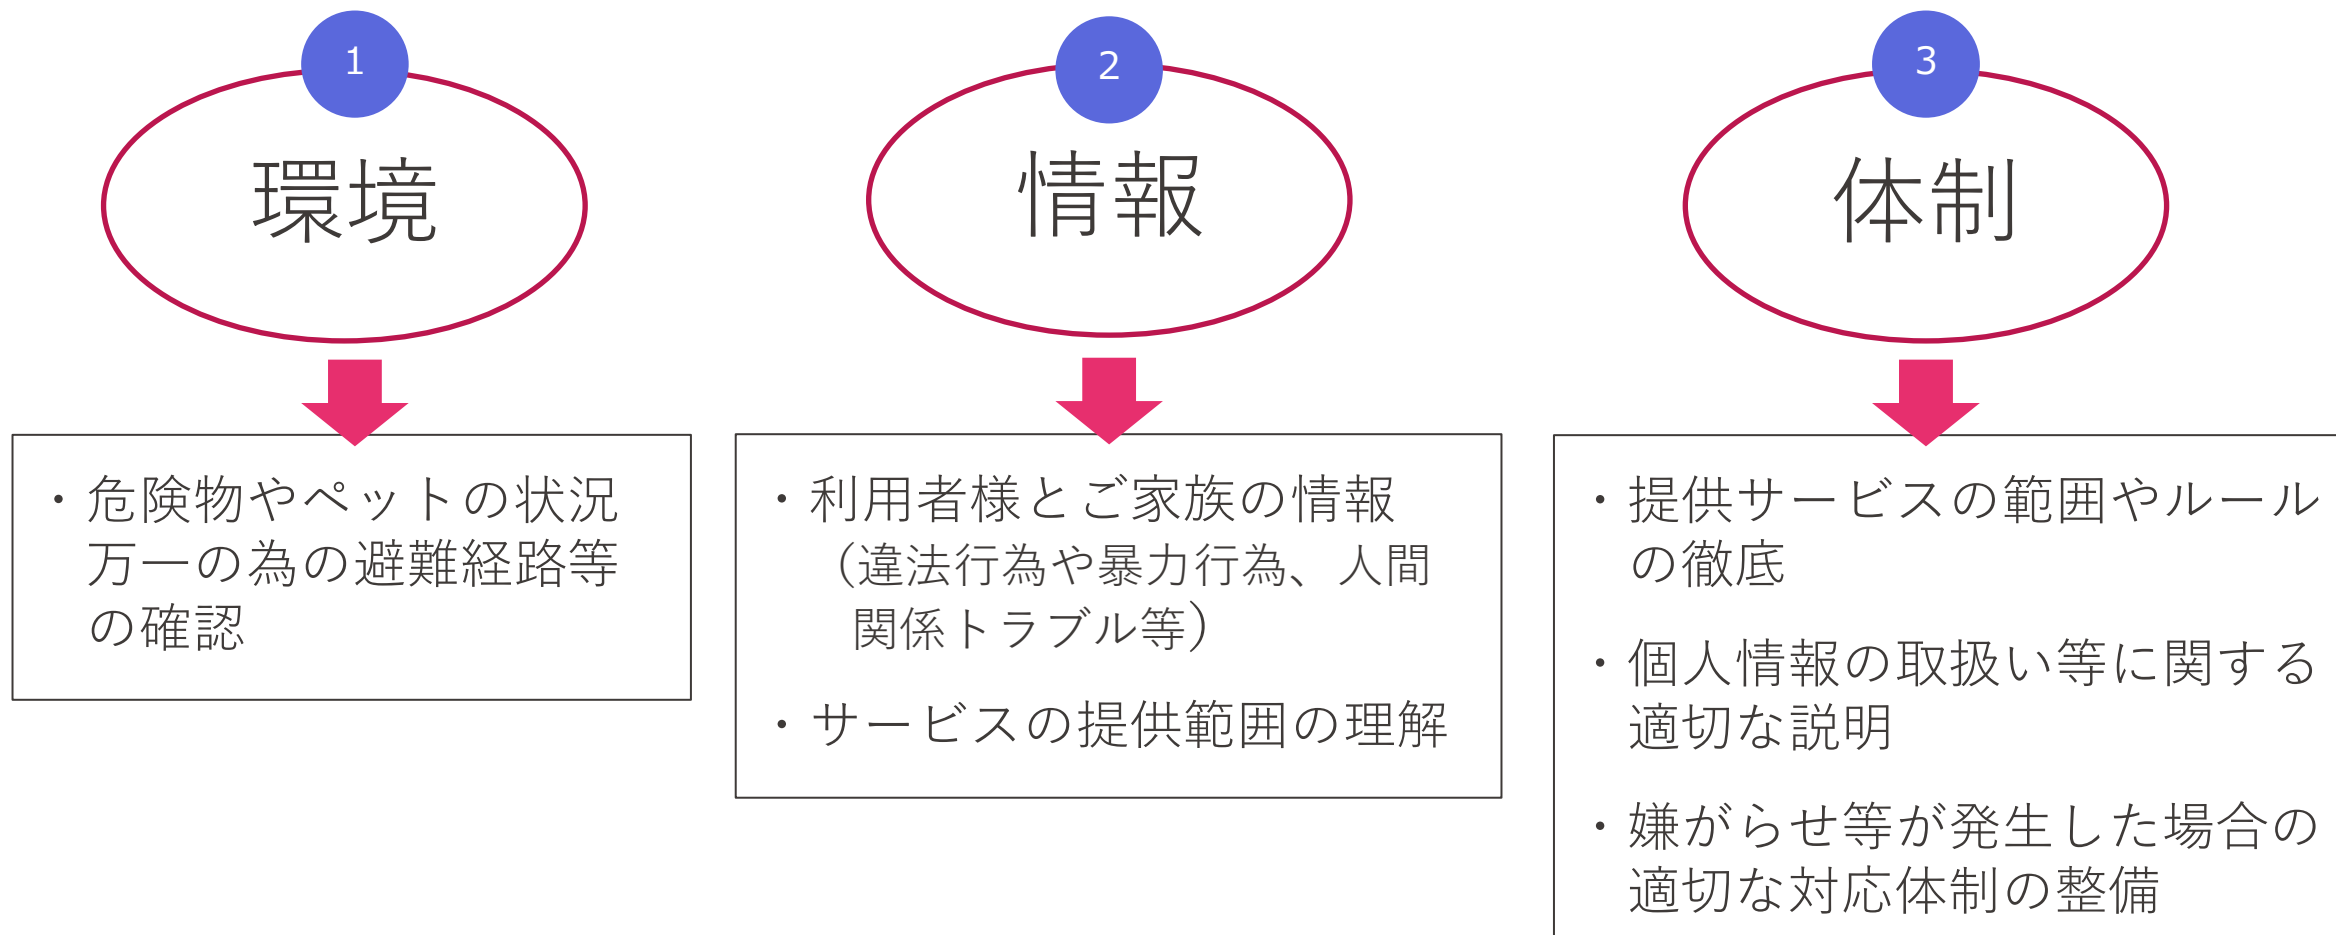 1
環境
・危険物やペットの状況
万一の為の避難経路等
の確認
2
情報
・利用者様とご家族の情報
（違法行為や暴力行為、人間
関係トラブル等）
・サービスの提供範囲の理解
3
体制
・提供サービスの範囲やルール
の徹底
・個人情報の取扱い等に関する
適切な説明
・嫌がらせ等が発生した場合の
適切な対応体制の整備